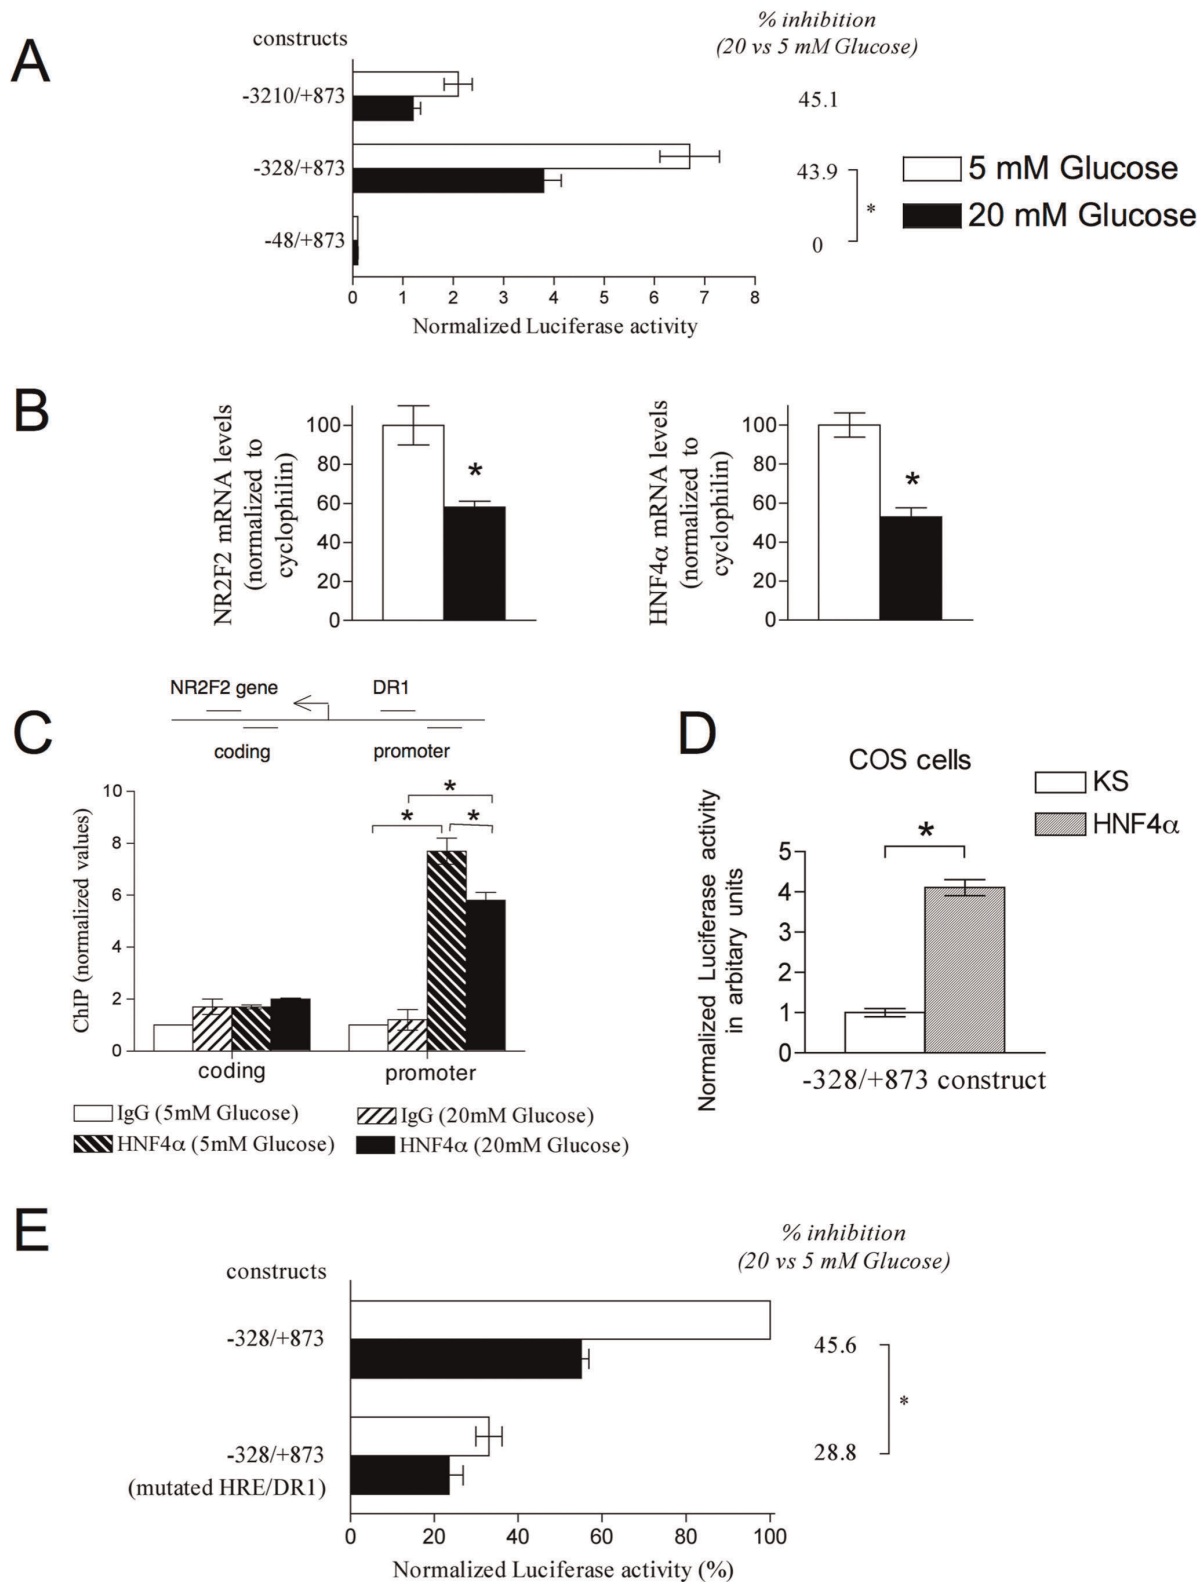 A
constructs
% inhibition
(20 vs 5 mM Glucose)
-3210/+873
45.1
-328/+873
43.9
*
-48/+873
0
5 mM Glucose
20 mM Glucose
0 1 2 3 4 5 6 7 8
Normalized Luciferase activity
B
NR2F2 mRNA levels
(normalized to
cyclophilin)
100
80
60
40
20
0
*
HNF4α mRNA levels
(normalized to
cyclophilin)
100
80
60
40
20
0
*
C
NR2F2 gene
DR1
coding
promoter
ChIP (normalized values)
10
8
6
4
2
0
*
* *
coding
promoter
IgG (5mM Glucose)
IgG (20mM Glucose)
HNF4α (5mM Glucose)
HNF4α (20mM Glucose)
D
COS cells
KS
HNF4α
Normalized Luciferase activity
in arbitary units
5
4
3
2
1
0
*
-328/+873 construct
E
constructs
% inhibition
(20 vs 5 mM Glucose)
-328/+873
45.6
*
-328/+873
(mutated HRE/DR1)
28.8
0 20 40 60 80 100
Normalized Luciferase activity (%)